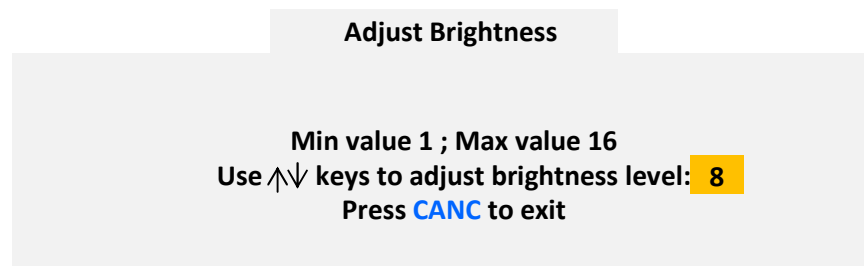 Adjust Brightness
Min value 1 ; Max value 16
Use ↑↓ keys to adjust brightness level: 8
Press CANC to exit